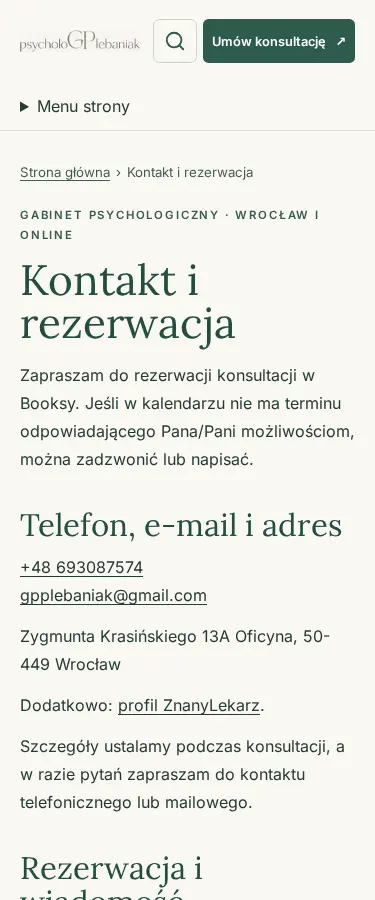 psycholoGPlebaniak
Umów konsultację ↗
▶ Menu strony
Strona główna › Kontakt i rezerwacja
GABINET PSYCHOLOGICZNY · WROCŁAW I
ONLINE
Kontakt i
rezerwacja
Zapraszam do rezerwacji konsultacji w
Booksy. Jeśli w kalendarzu nie ma terminu
odpowiadającego Pana/Pani możliwościom,
można zadzwonić lub napisać.
Telefon, e-mail i adres
+48 693087574
gpplebaniak@gmail.com
Zygmunta Krasińskiego 13A Oficyna, 50-
449 Wrocław
Dodatkowo: profil ZnanyLekarz.
Szczegóły ustalamy podczas konsultacji, a
w razie pytań zapraszam do kontaktu
telefonicznego lub mailowego.
Rezerwacja i
wiadomość